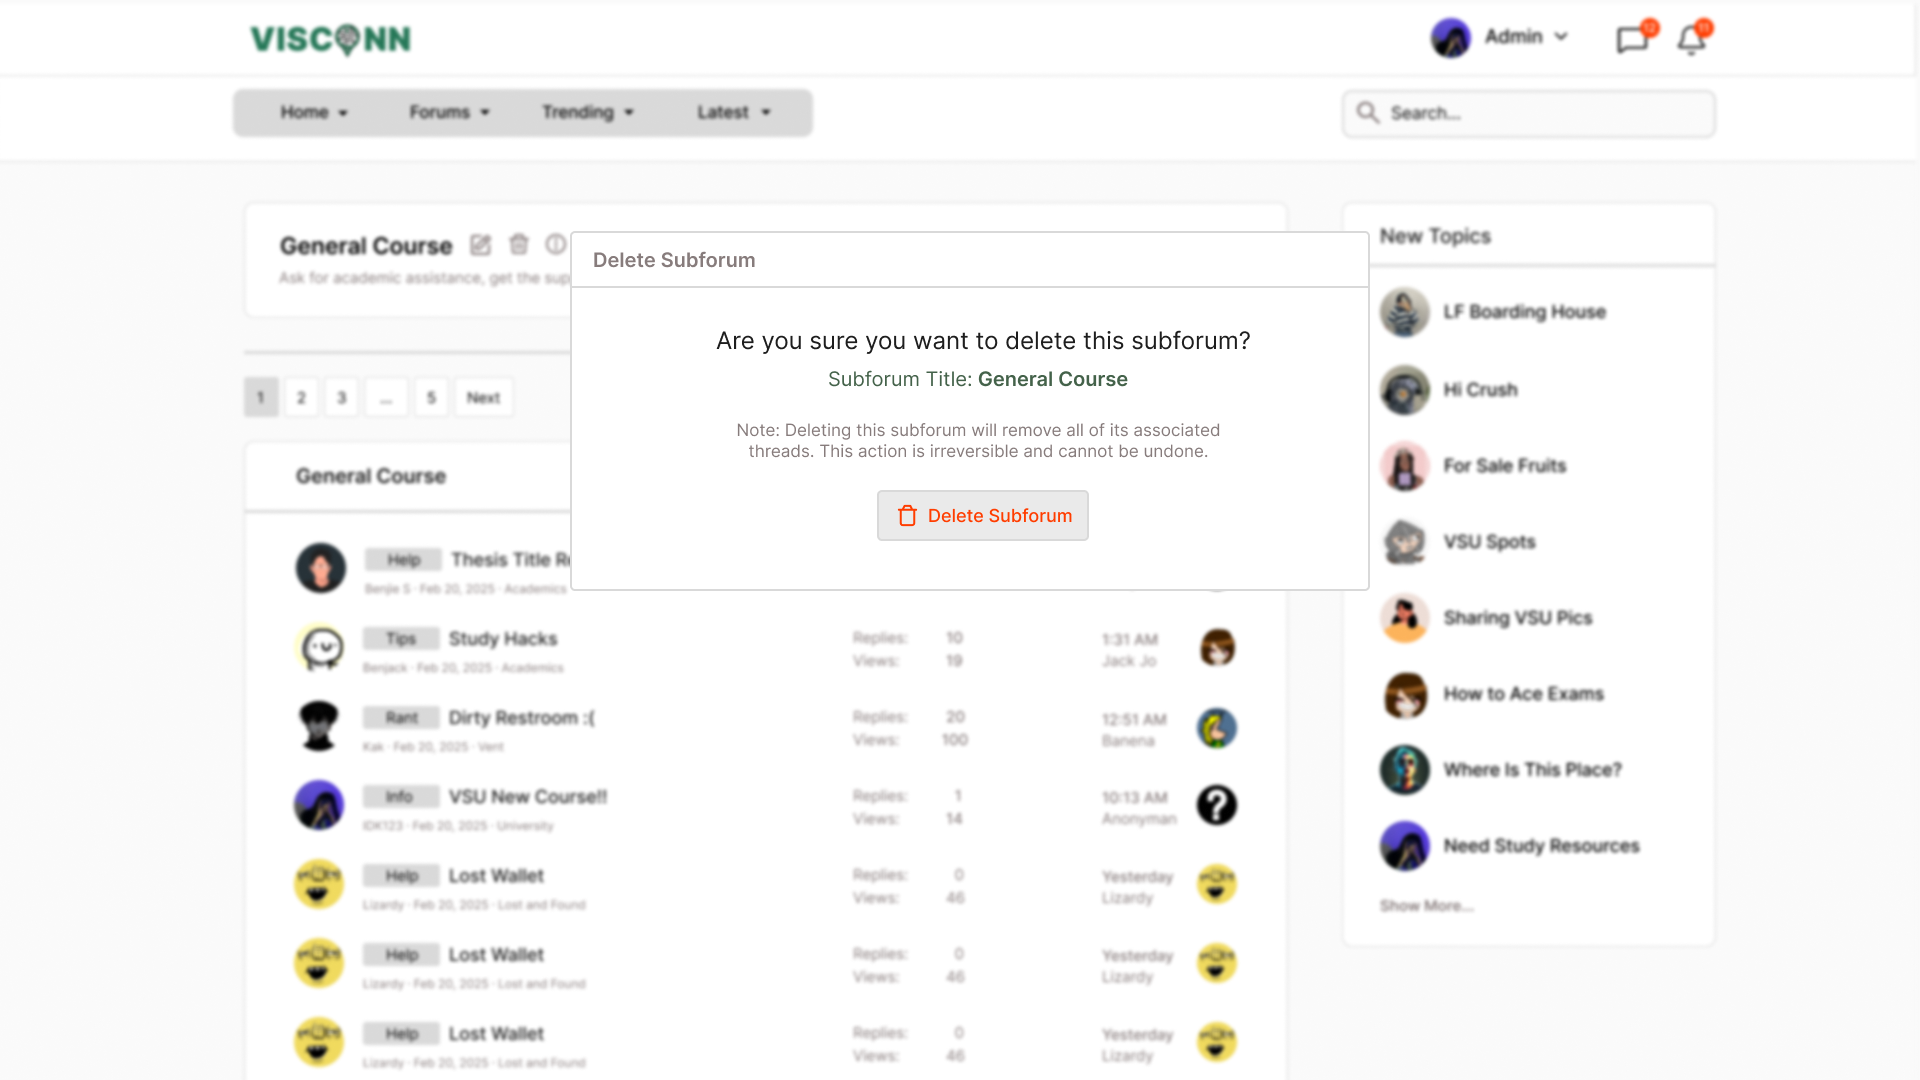 VISCONN
Admin
12
11
Home
Forums
Trending
Latest
Search...
General Course
Ask for academic assistance, get the sup
1
2
3
...
5
Next
Delete Subforum
Are you sure you want to delete this subforum?
Subforum Title: General Course
Note: Deleting this subforum will remove all of its associated
threads. This action is irreversible and cannot be undone.
Delete Subforum
General Course
Help Thesis Title
Benjie S · Feb 20, 2025 · Academics
Tips Study Hacks
Benjack · Feb 20, 2025 · Academics
Replies: 10
Views: 19
1:31 AM
Jack Jo
Rant Dirty Restroom :(
Kak · Feb 20, 2025 · Vent
Replies: 20
Views: 100
12:51 AM
Banena
Info VSU New Course!!
IDK123 · Feb 20, 2025 · University
Replies: 1
Views: 14
10:13 AM
Anonyman
?
Help Lost Wallet
Lizardy · Feb 20, 2025 · Lost and Found
Replies: 0
Views: 46
Yesterday
Lizardy
Help Lost Wallet
Lizardy · Feb 20, 2025 · Lost and Found
Replies: 0
Views: 46
Yesterday
Lizardy
Help Lost Wallet
Lizardy · Feb 20, 2025 · Lost and Found
Replies: 0
Views: 46
Yesterday
Lizardy
New Topics
LF Boarding House
Hi Crush
For Sale Fruits
VSU Spots
Sharing VSU Pics
How to Ace Exams
Where Is This Place?
Need Study Resources
Show More...